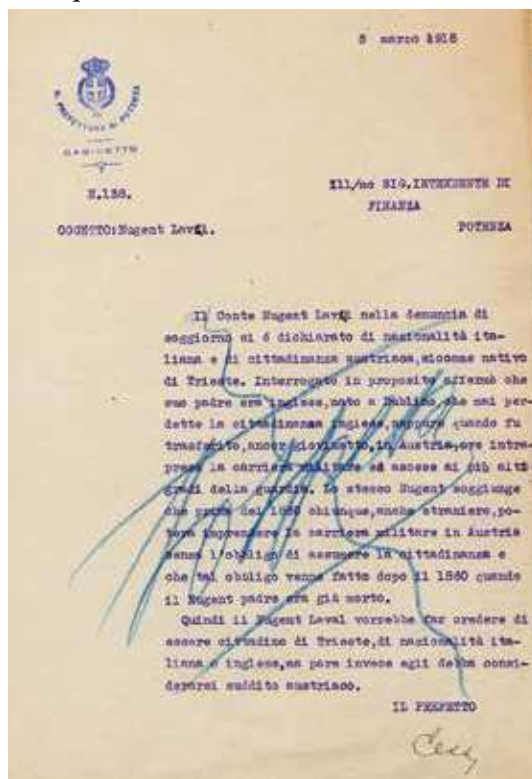 5 marzo 1918
R. PREFETTURA DI POTENZA
GABINETTO
N.138.
Ill/mo SIG.INTENDENTE DI
FINANZA
POTENZA
OGGETTO:Nugent Laval.
Il Conte Nugent Laval nella denuncia di
soggiorno si é dichiarato di nazionalità ita-
liana e di cittadinanza austriaca,siccome nativo
di Trieste. Interrogato in proposito affermò che
suo padre era inglese,nato a Dublino,che mai per-
dette la cittadinanza inglese,neppure quando fu
trasferito,ancor giovinetto,in Austria,ove intra-
prese la carriera militare ed ascese ai più alti
gradi della guardia. Lo stesso Nugent soggiunge
che prima del 1860 chiunque,anche straniero,po-
teva imprendere la carriera militare in Austria
senza l'obbligo di assumere la cittadinanza e
che tal obbligo venne fatto dopo il 1860 quando
il Nugent padre era già morto.
Quindi il Nugent Laval vorrebbe far credere di
essere cittadino di Trieste,di nazionalità ita-
liana e inglese,ma pare invece egli debba consi-
derarsi suddito austriaco.
IL PREFETTO